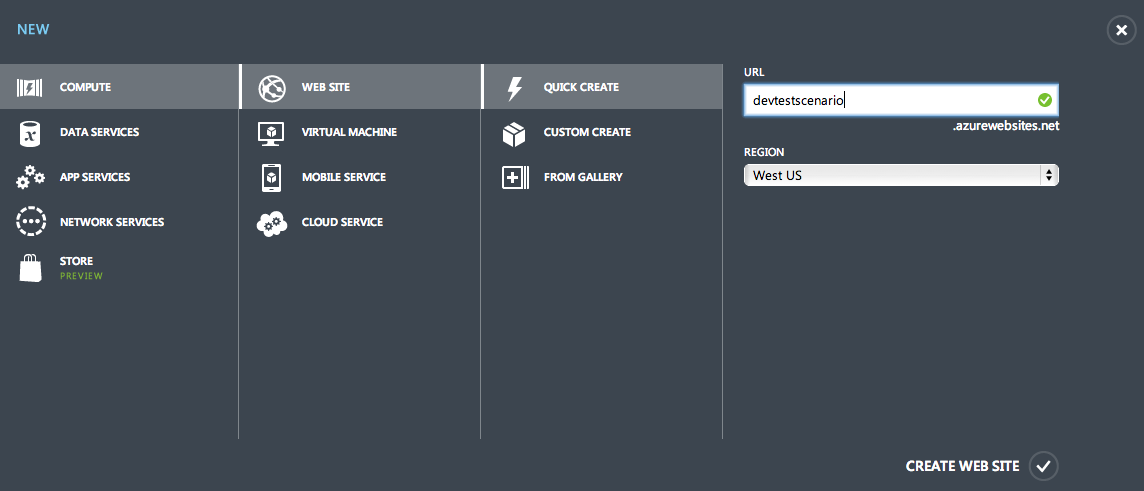 NEW
COMPUTE
DATA SERVICES
APP SERVICES
NETWORK SERVICES
STORE
PREVIEW
WEB SITE
VIRTUAL MACHINE
MOBILE SERVICE
CLOUD SERVICE
QUICK CREATE
CUSTOM CREATE
FROM GALLERY
URL
devtestscenario
.azurewebsites.net
REGION
West US
CREATE WEB SITE